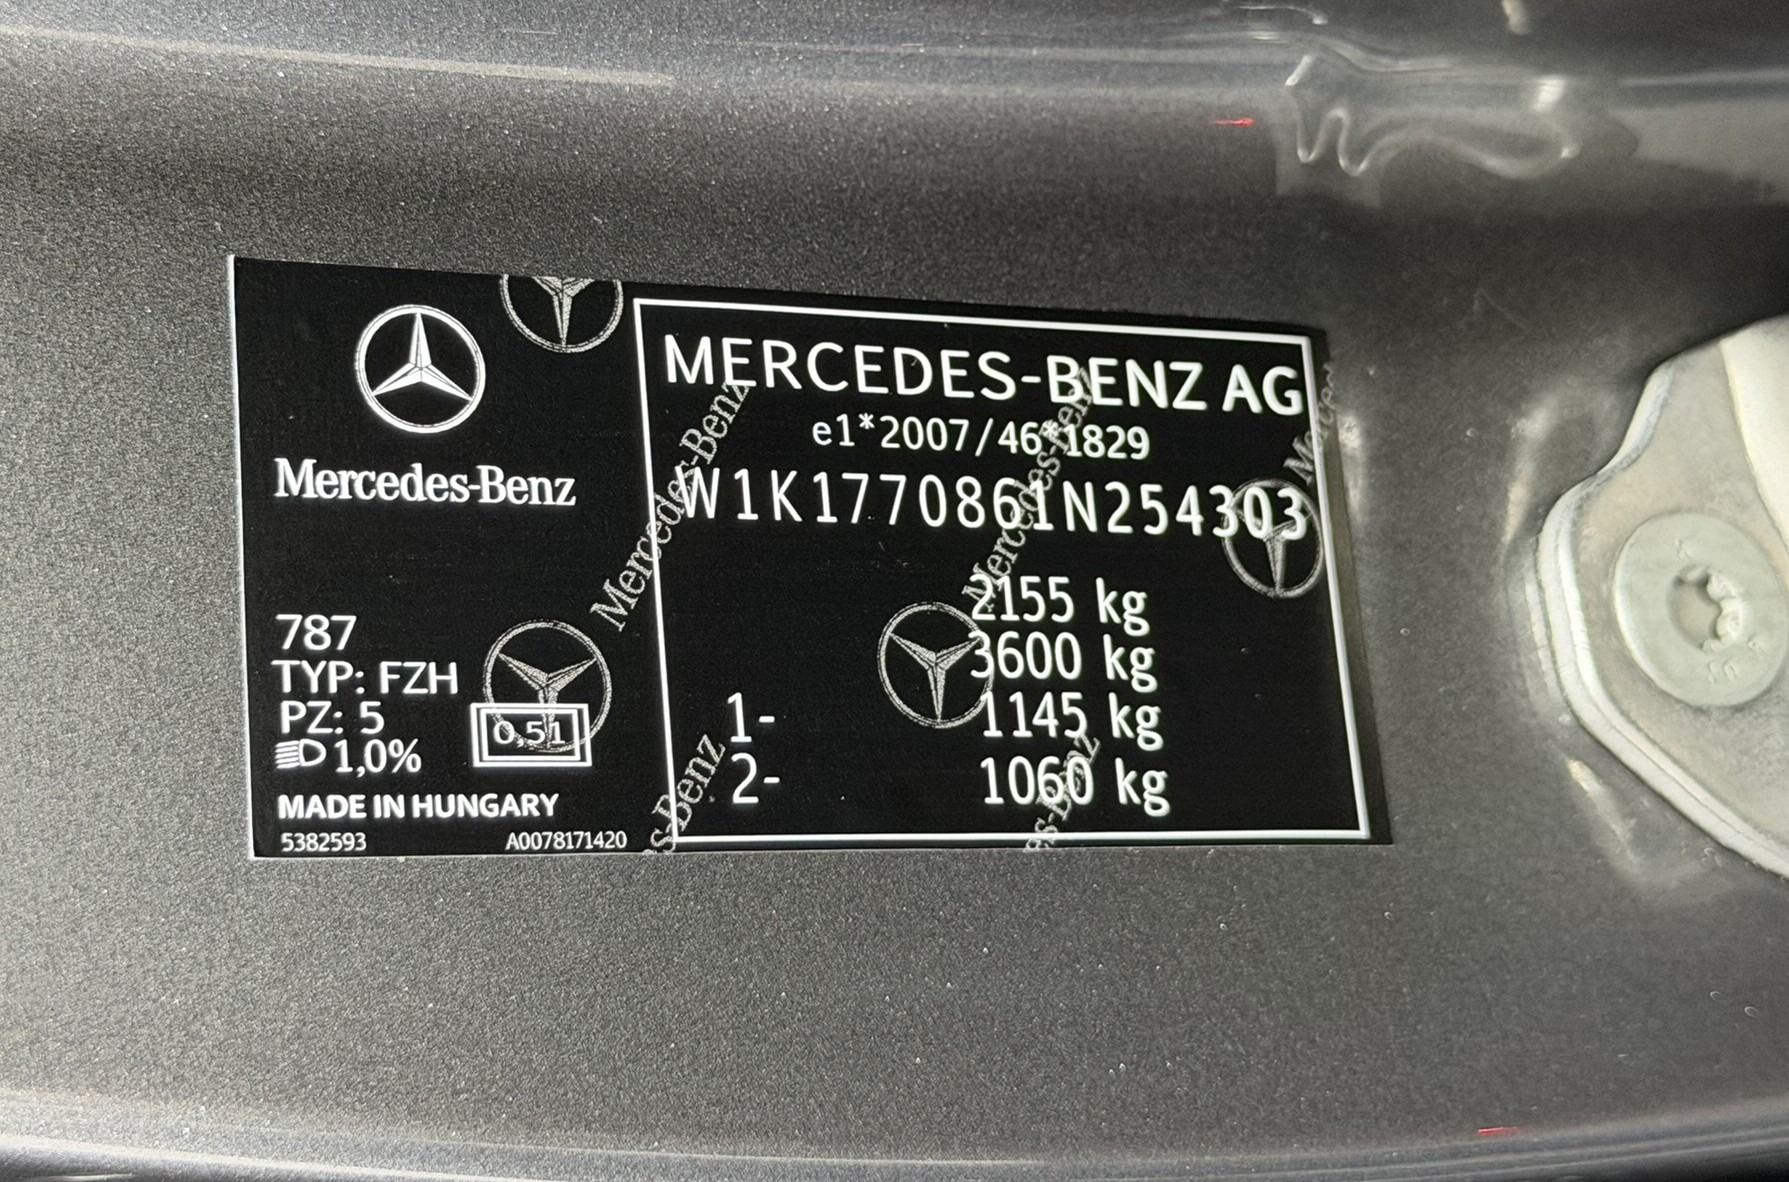 Mercedes-Benz
787
TYP: FZH
PZ: 5
1,0%
0,51
MADE IN HUNGARY
5382593 A0078171420
MERCEDES-BENZ AG
e1*2007/46*1829
W1K1770861N254303
2155 kg
3600 kg
1- 1145 kg
2- 1060 kg